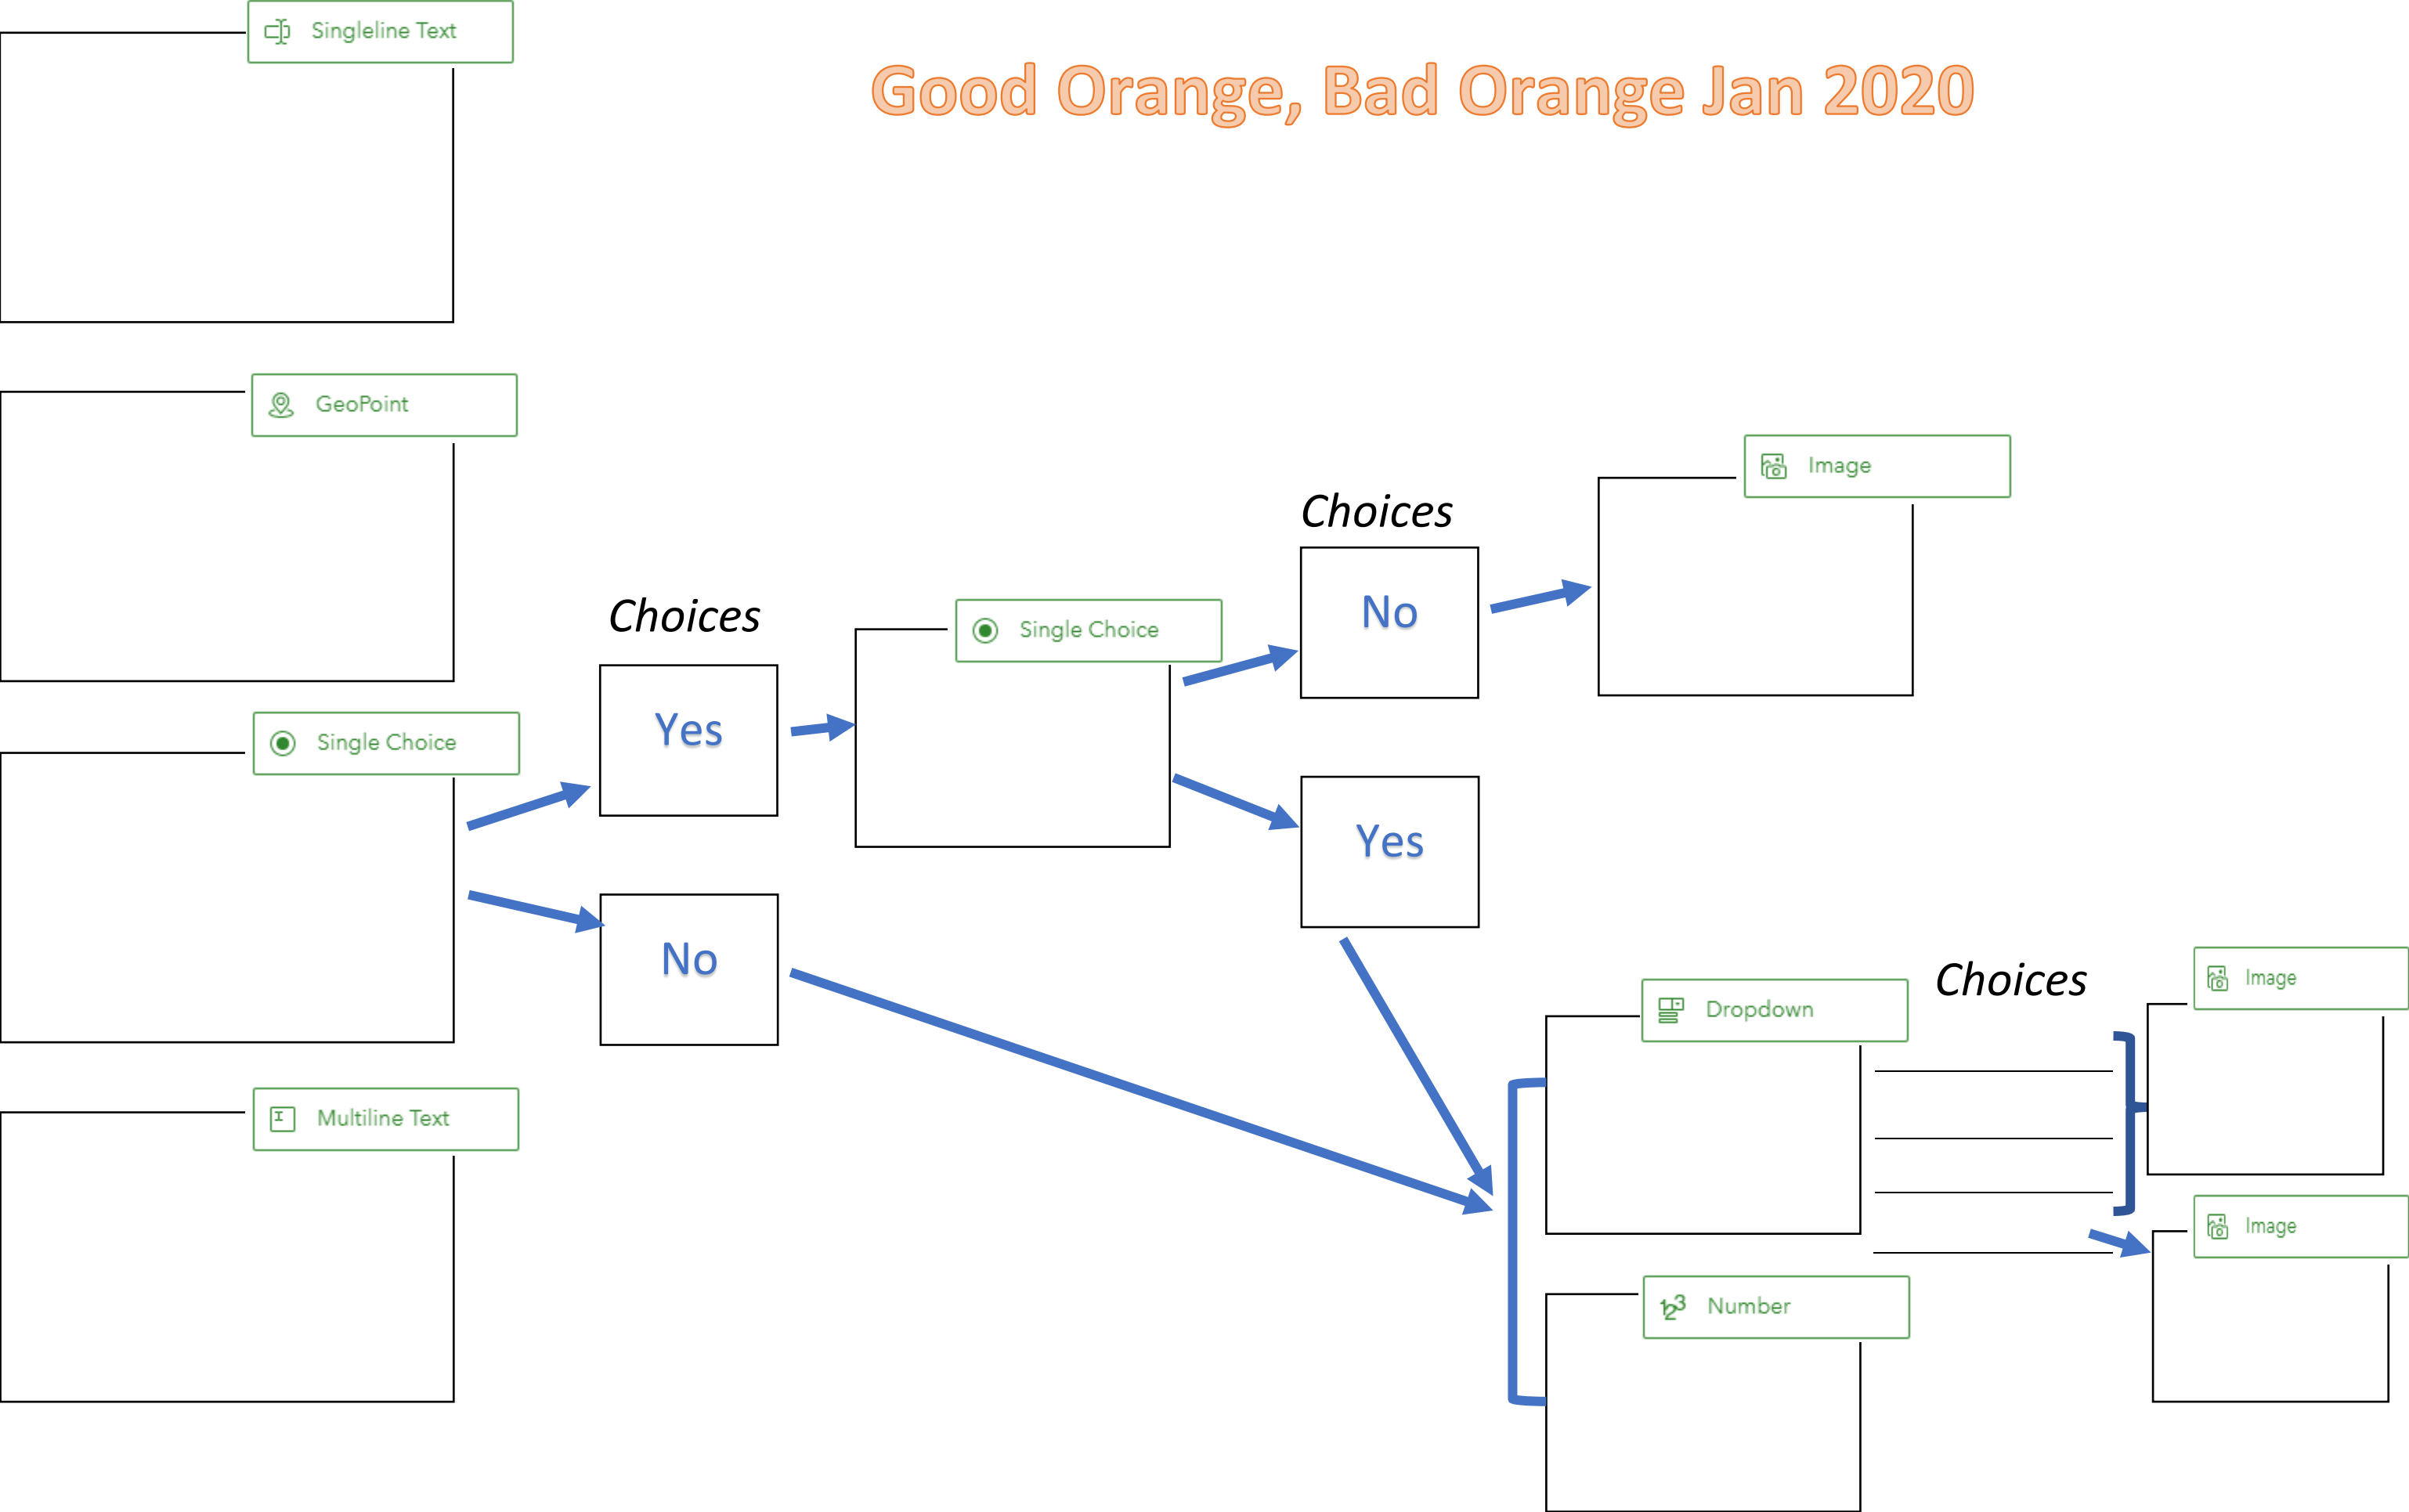 Singleline Text
Good Orange, Bad Orange Jan 2020
GeoPoint
Image
Choices
No
Choices
Single Choice
Yes
Single Choice
Yes
No
Choices
Image
Dropdown
Multiline Text
Image
Number